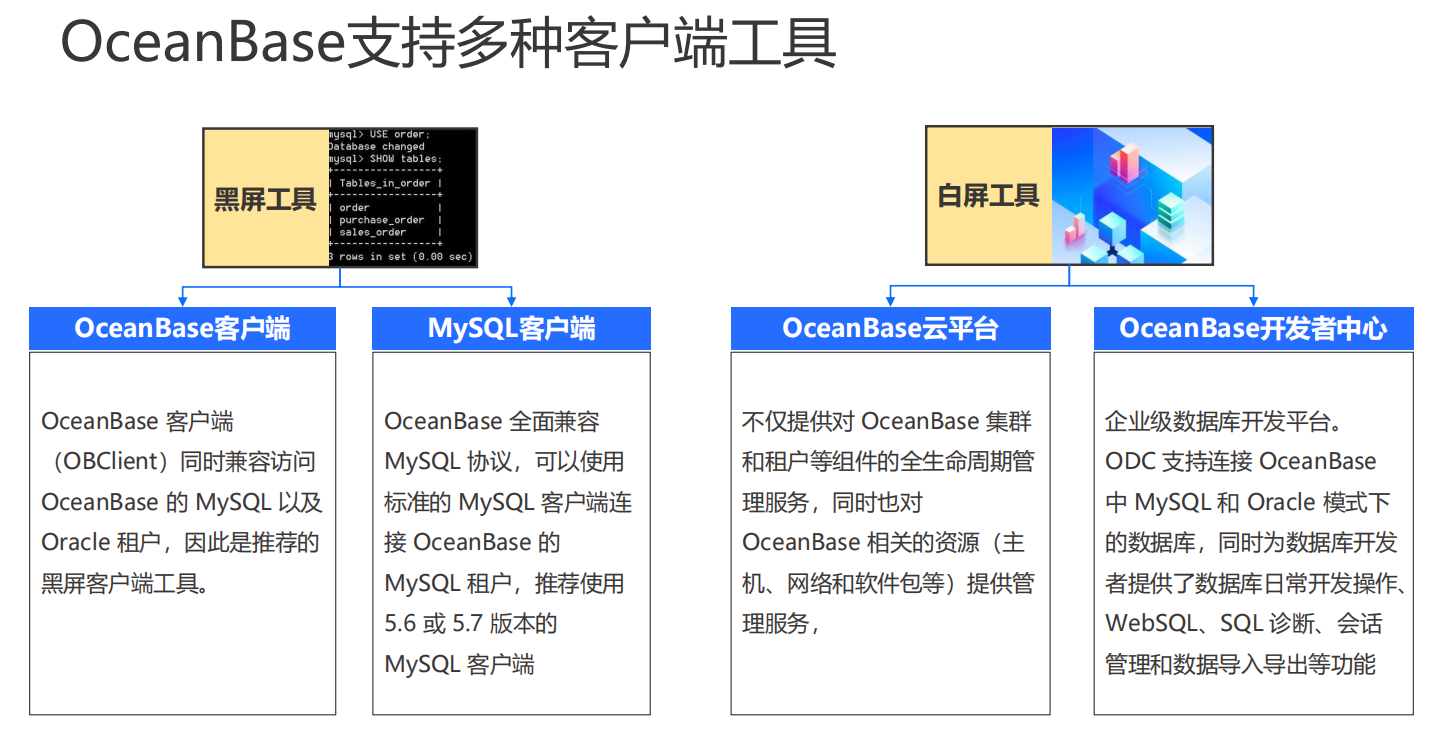 OceanBase支持多种客户端工具
黑屏工具
mysql> USE order;
Database changed
mysql> SHOW tables;
+------------------+
| Tables_in_order |
+------------------+
| order |
| purchase_order |
| sales_order |
+------------------+
3 rows in set (0.00 sec)
白屏工具
OceanBase客户端
OceanBase 客户端
（OBClient）同时兼容访问
OceanBase 的 MySQL 以及
Oracle 租户，因此是推荐的
黑屏客户端工具。
MySQL客户端
OceanBase 全面兼容
MySQL 协议，可以使用
标准的 MySQL 客户端连
接 OceanBase 的
MySQL 租户，推荐使用
5.6 或 5.7 版本的
MySQL 客户端
OceanBase云平台
不仅提供对 OceanBase 集群
和租户等组件的全生命周期管
理服务，同时也对
OceanBase 相关的资源（主
机、网络和软件包等）提供管
理服务，
OceanBase开发者中心
企业级数据库开发平台。
ODC 支持连接 OceanBase
中 MySQL 和 Oracle 模式下
的数据库，同时为数据库开发
者提供了数据库日常开发操作、
WebSQL、SQL 诊断、会话
管理和数据导入导出等功能